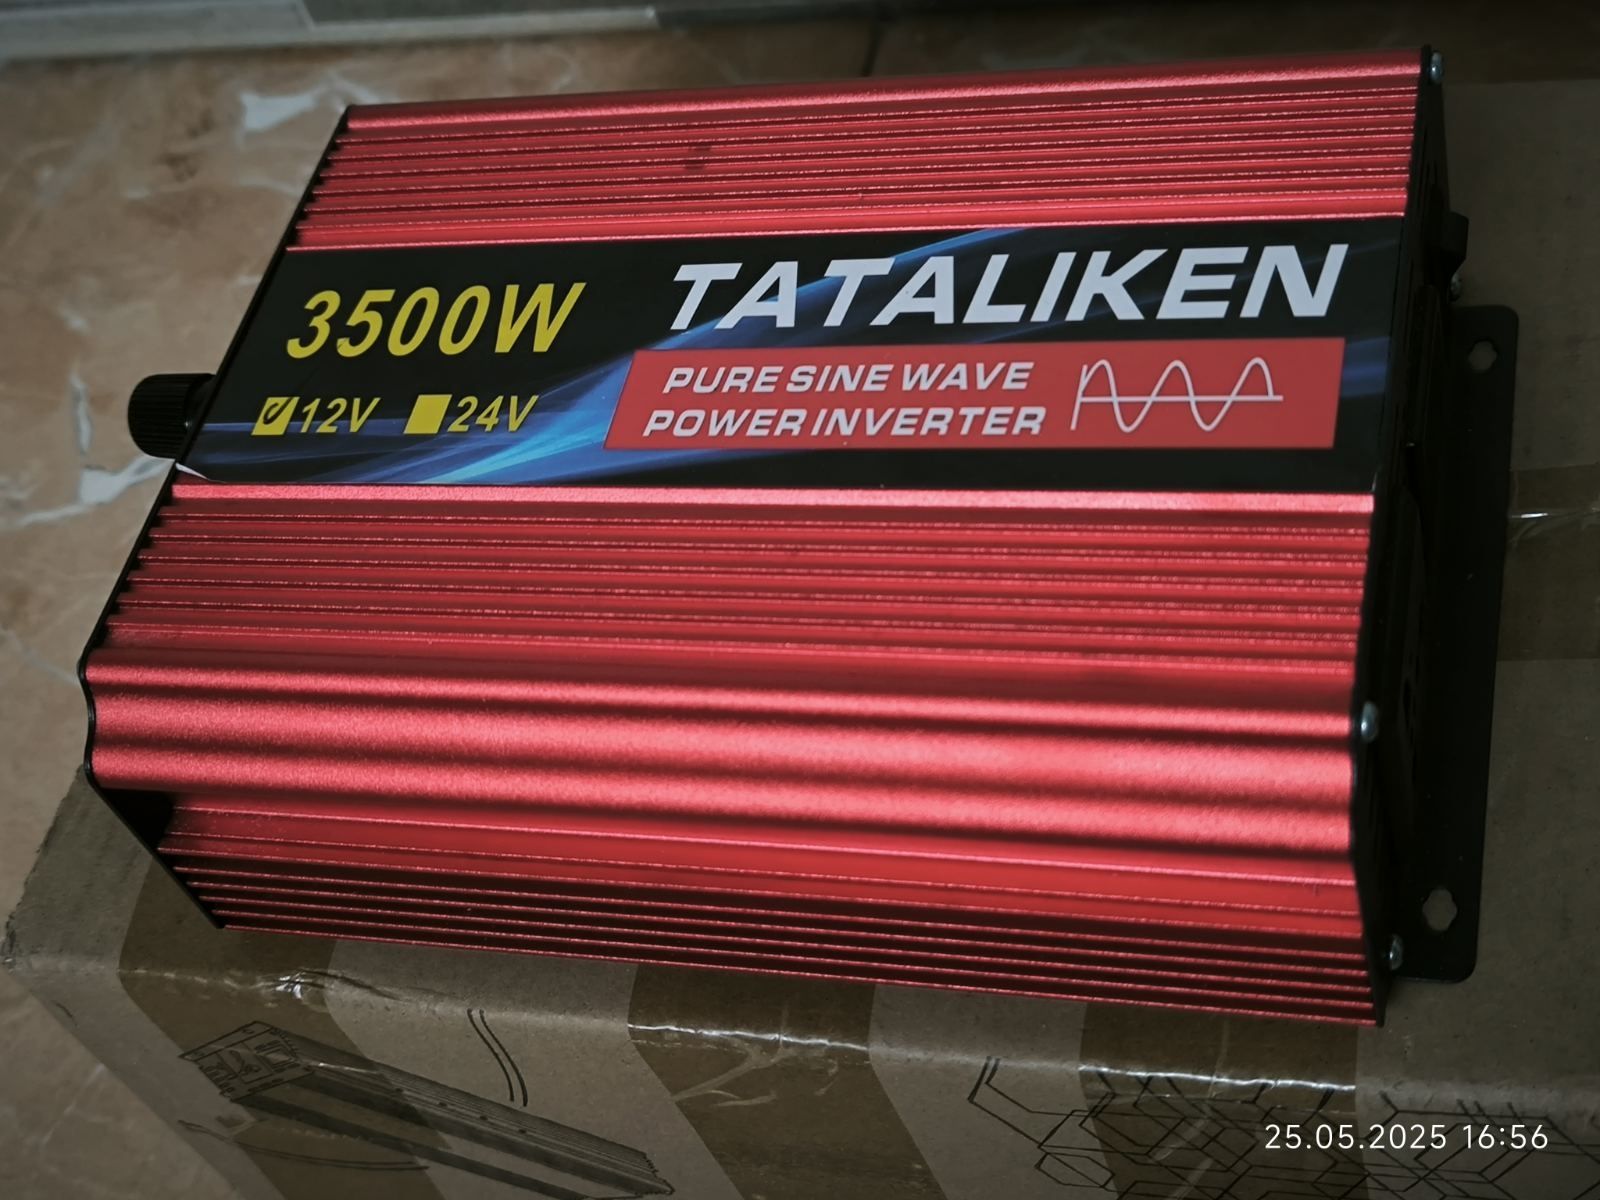 3500W
12V 24V
TATALIKEN
PURE SINE WAVE
POWER INVERTER
25.05.2025 16:56